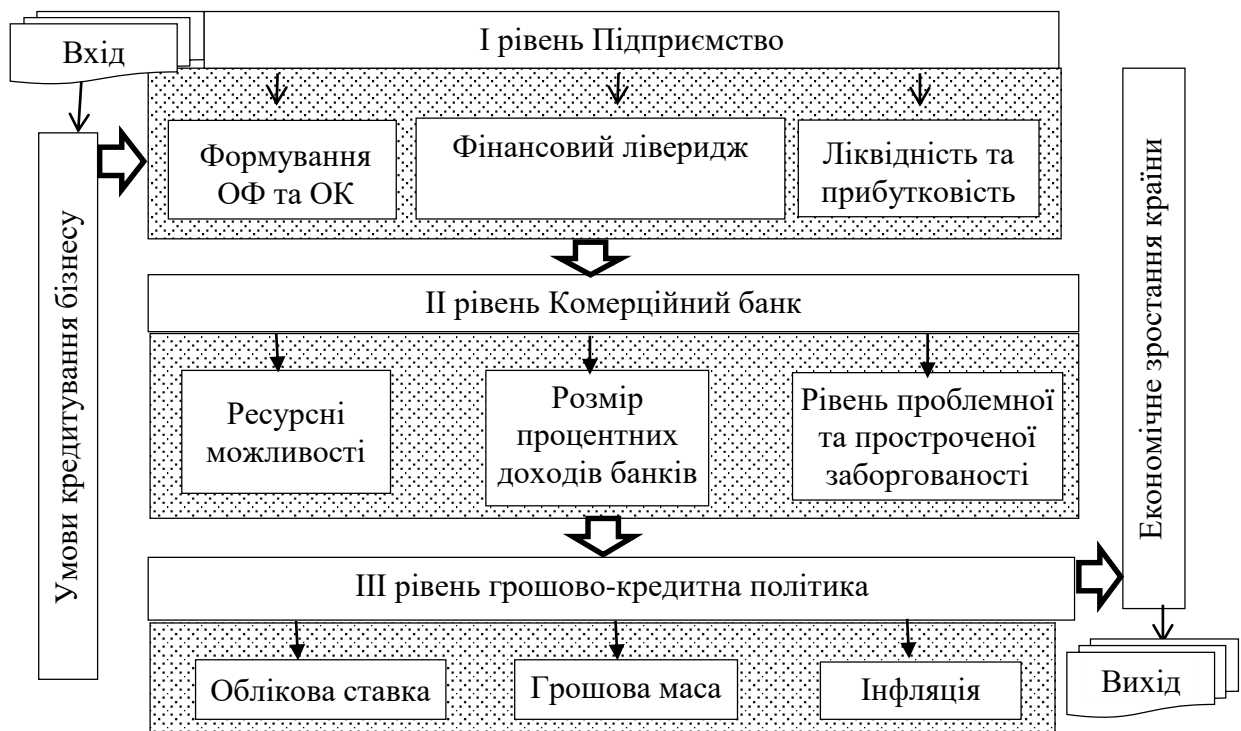 Вхід
І рівень Підприємство
Умови кредитування бізнесу
Формування
ОФ та ОК
Фінансовий ліверидж
Ліквідність та
прибутковість
ІІ рівень Комерційний банк
Ресурсні
можливості
Розмір
процентних
доходів банків
Рівень проблемної
та простроченої
заборгованості
ІІІ рівень грошово-кредитна політика
Облікова ставка
Грошова маса
Інфляція
Економічне зростання країни
Вихід